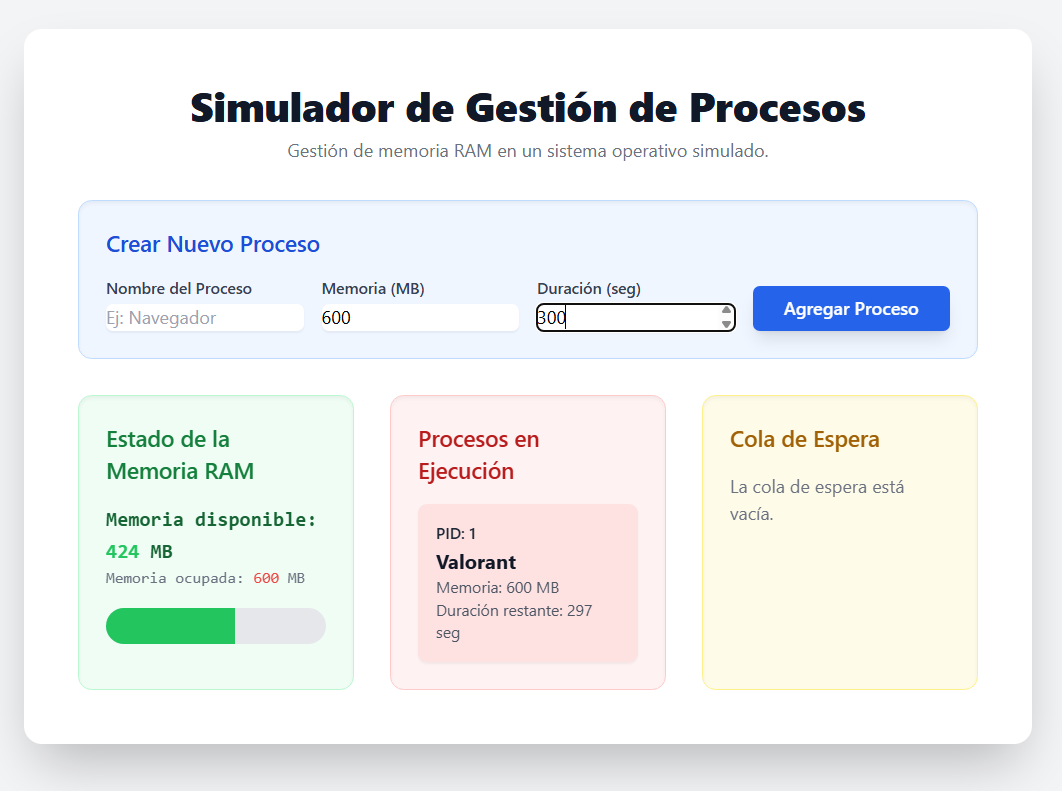 Simulador de Gestión de Procesos
Gestión de memoria RAM en un sistema operativo simulado.
Crear Nuevo Proceso
Nombre del Proceso
Ej: Navegador
Memoria (MB)
600
Duración (seg)
300
Agregar Proceso
Estado de la
Memoria RAM
Memoria disponible:
424 MB
Memoria ocupada: 600 MB
Procesos en
Ejecución
PID: 1
Valorant
Memoria: 600 MB
Duración restante: 297
seg
Cola de Espera
La cola de espera está
vacía.